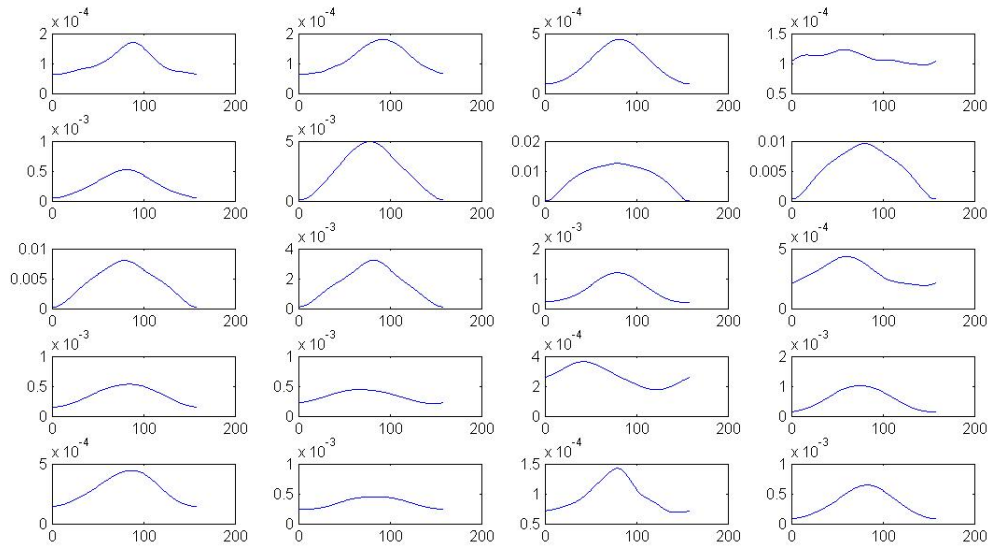 x 10^-4 x 10^-4 x 10^-4 x 10^-4
2 2 5 1.5
1 1 1
0 0 0 0.5
0 100 200 0 100 200 0 100 200 0 100 200
x 10^-3 x 10^-3
1 5 0.02 0.01
0.5 0.01 0.005
0 0 0 0
0 100 200 0 100 200 0 100 200 0 100 200
x 10^-3 x 10^-3 x 10^-4
0.01 4 2 5
0.005 2 1
0 0 0 0
0 100 200 0 100 200 0 100 200 0 100 200
x 10^-3 x 10^-3 x 10^-4 x 10^-3
1 1 4 2
0.5 0.5 2 1
0 0 0 0
0 100 200 0 100 200 0 100 200 0 100 200
x 10^-4 x 10^-3 x 10^-4 x 10^-3
5 1 1.5 1
0.5 1 0.5
0 0 0.5 0
0 100 200 0 100 200 0 100 200 0 100 200